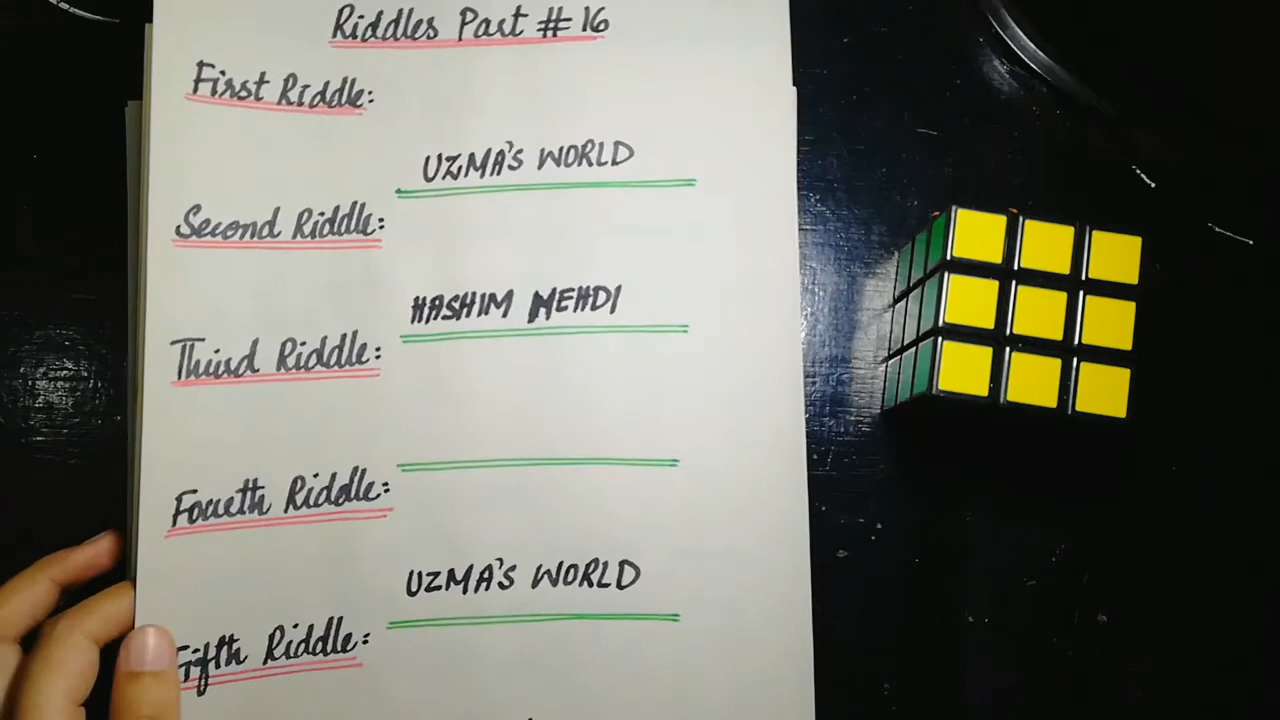 Riddles Part # 16
First Riddle:
UZMA'S WORLD
Second Riddle:
HASHIM MEHDI
Third Riddle:
Fourth Riddle:
UZMA'S WORLD
Fifth Riddle: